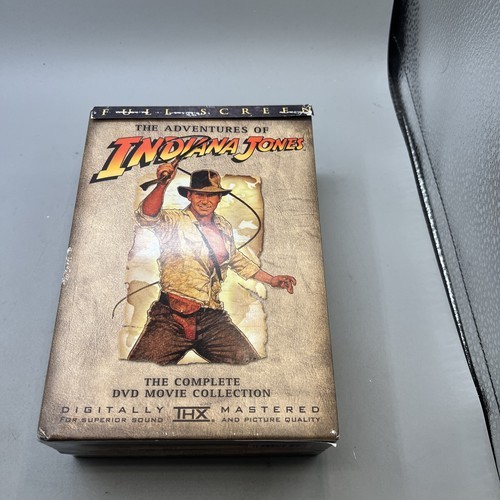 FULL SCREEN
THE ADVENTURES OF
INDIANA JONES
THE COMPLETE
DVD MOVIE COLLECTION
DIGITALLY THX MASTERED
FOR SUPERIOR SOUND AND PICTURE QUALITY